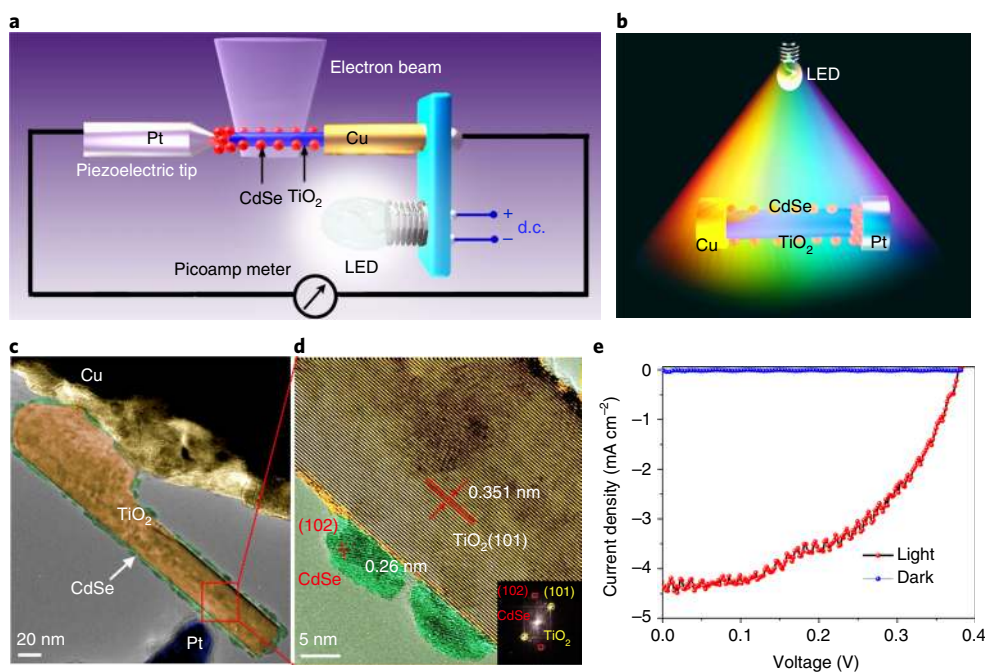 a
Electron beam
Pt
Cu
Piezoelectric tip
CdSe
TiO2
+
d.c.
–
LED
Picoamp meter
b
LED
CdSe
Cu
TiO2
Pt
c
Cu
TiO2
CdSe
20 nm
Pt
d
0.351 nm
(102)
TiO2(101)
0.26 nm
CdSe
(102)
(101)
CdSe
TiO2
5 nm
e
0
–1
–2
–3
–4
–5
Current density (mA cm–2)
Light
Dark
0.0
0.1
0.2
0.3
0.4
Voltage (V)